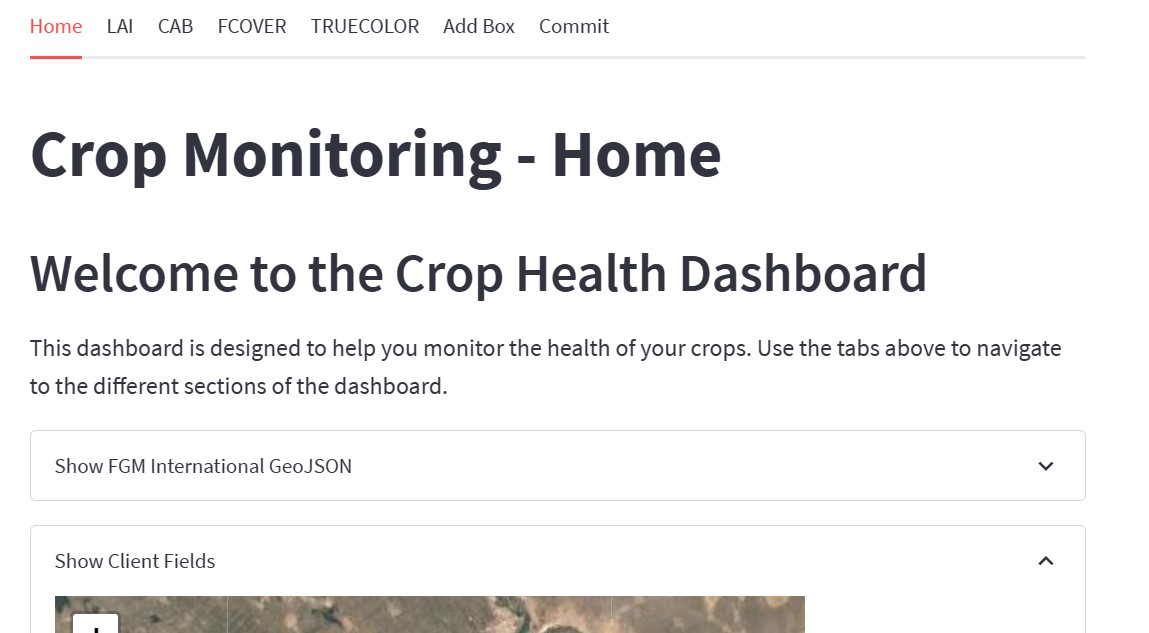 Home LAI CAB FCOVER TRUECOLOR Add Box Commit
Crop Monitoring - Home
Welcome to the Crop Health Dashboard
This dashboard is designed to help you monitor the health of your crops. Use the tabs above to navigate
to the different sections of the dashboard.
Show FGM International GeoJSON
Show Client Fields